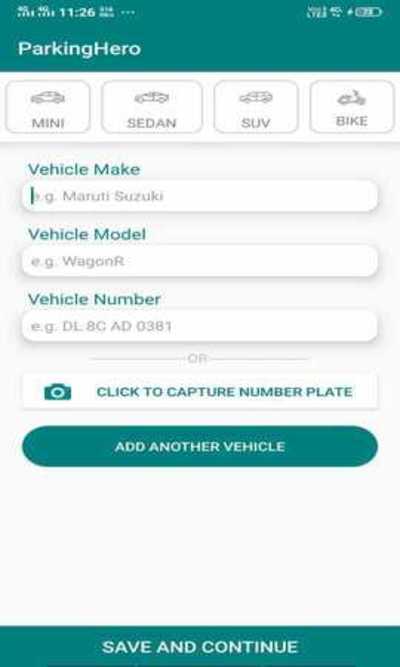 11:26 ...
ParkingHero
MINI SEDAN SUV BIKE
Vehicle Make
e.g. Maruti Suzuki
Vehicle Model
e.g. WagonR
Vehicle Number
e.g. DL 8C AD 0381
OR
CLICK TO CAPTURE NUMBER PLATE
ADD ANOTHER VEHICLE
SAVE AND CONTINUE